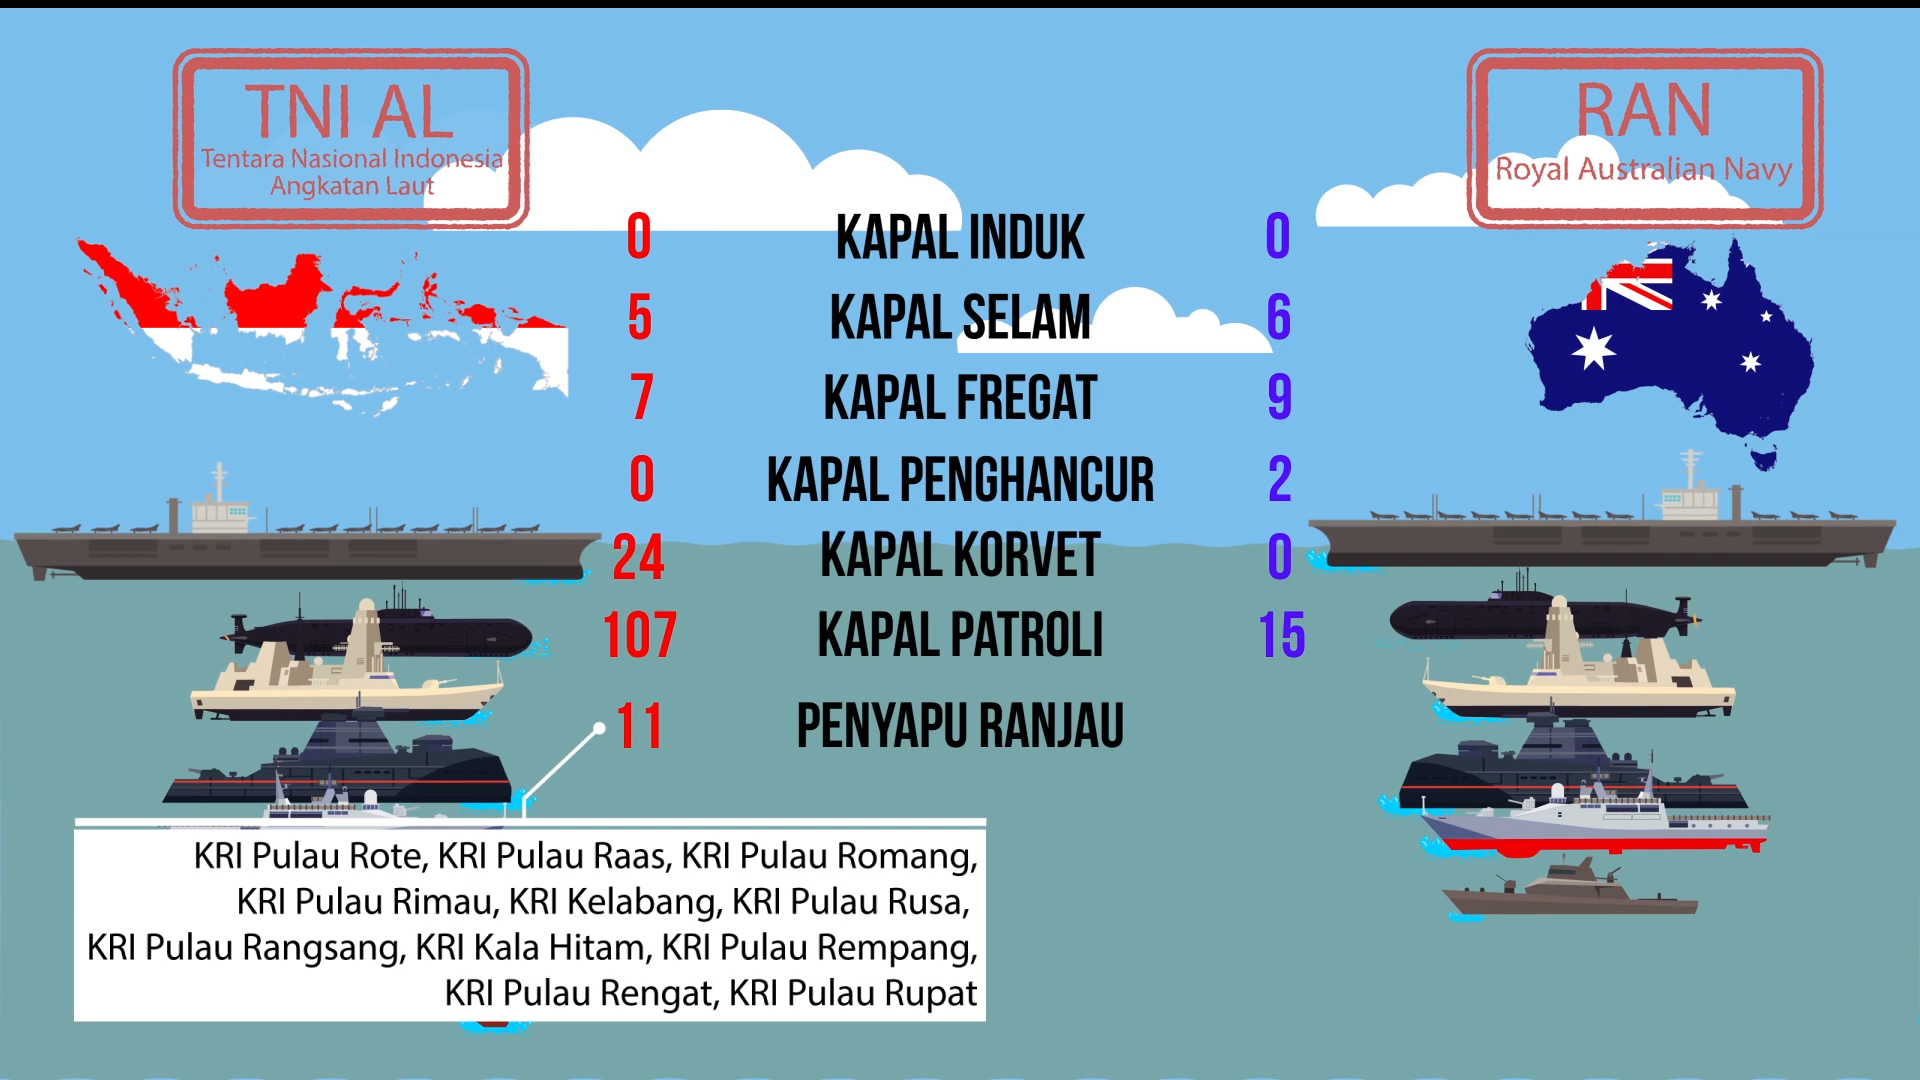 TNI AL
Tentara Nasional Indonesia
Angkatan Laut
RAN
Royal Australian Navy
0 KAPAL INDUK 0
5 KAPAL SELAM 6
7 KAPAL FREGAT 9
0 KAPAL PENGHANCUR 2
24 KAPAL KORVET 0
107 KAPAL PATROLI 15
11 PENYAPU RANJAU
KRI Pulau Rote, KRI Pulau Raas, KRI Pulau Romang,
KRI Pulau Rimau, KRI Kelabang, KRI Pulau Rusa,
KRI Pulau Rangsang, KRI Kala Hitam, KRI Pulau Rempang,
KRI Pulau Rengat, KRI Pulau Rupat